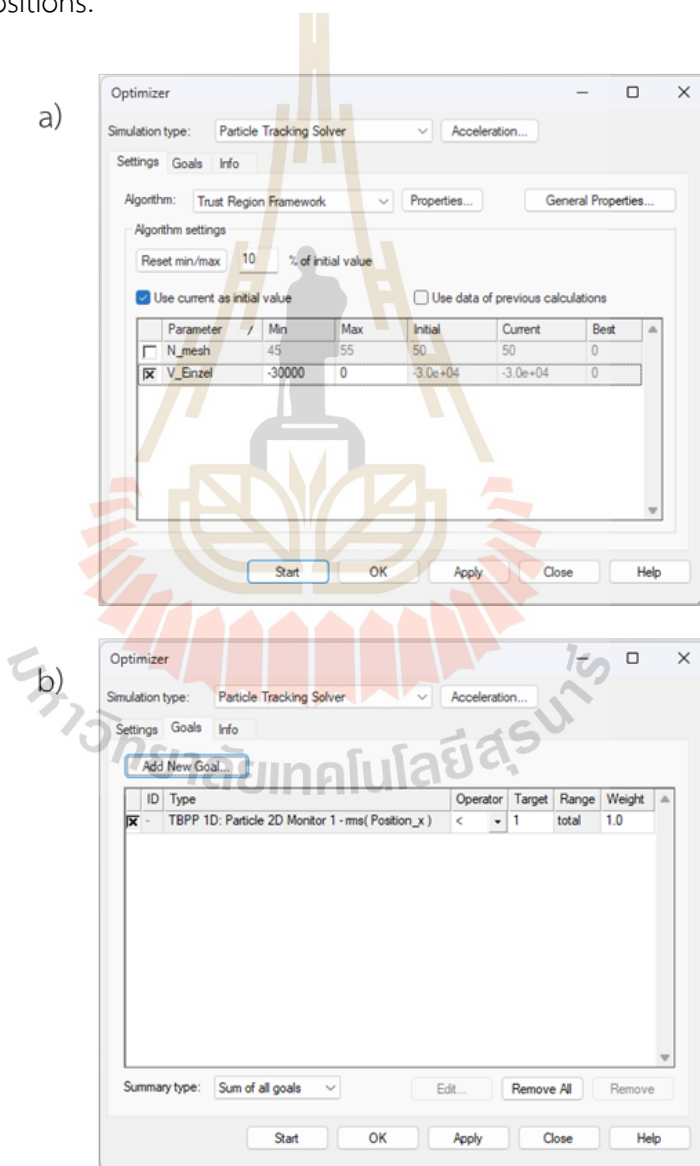 ositions.
a)
Optimizer
Simulation type: Particle Tracking Solver Acceleration...
Settings Goals Info
Algorithm: Trust Region Framework Properties... General Properties...
Algorithm settings
Reset min/max 10 % of initial value
Use current as initial value Use data of previous calculations
Parameter / Min Max Initial Current Best
N_mesh 45 55 50 50 0
V_Einzel -30000 0 -3.0e+04 -3.0e+04 0
Start OK Apply Close Help
b)
Optimizer
Simulation type: Particle Tracking Solver Acceleration...
Settings Goals Info
Add New Goal...
ID Type Operator Target Range Weight
- TBPP 1D: Particle 2D Monitor 1 - rms( Position_x ) < 1 total 1.0
Summary type: Sum of all goals Edit... Remove All Remove
Start OK Apply Close Help
มหาวิทยาลัยเทคโนโลยีสุรนารี